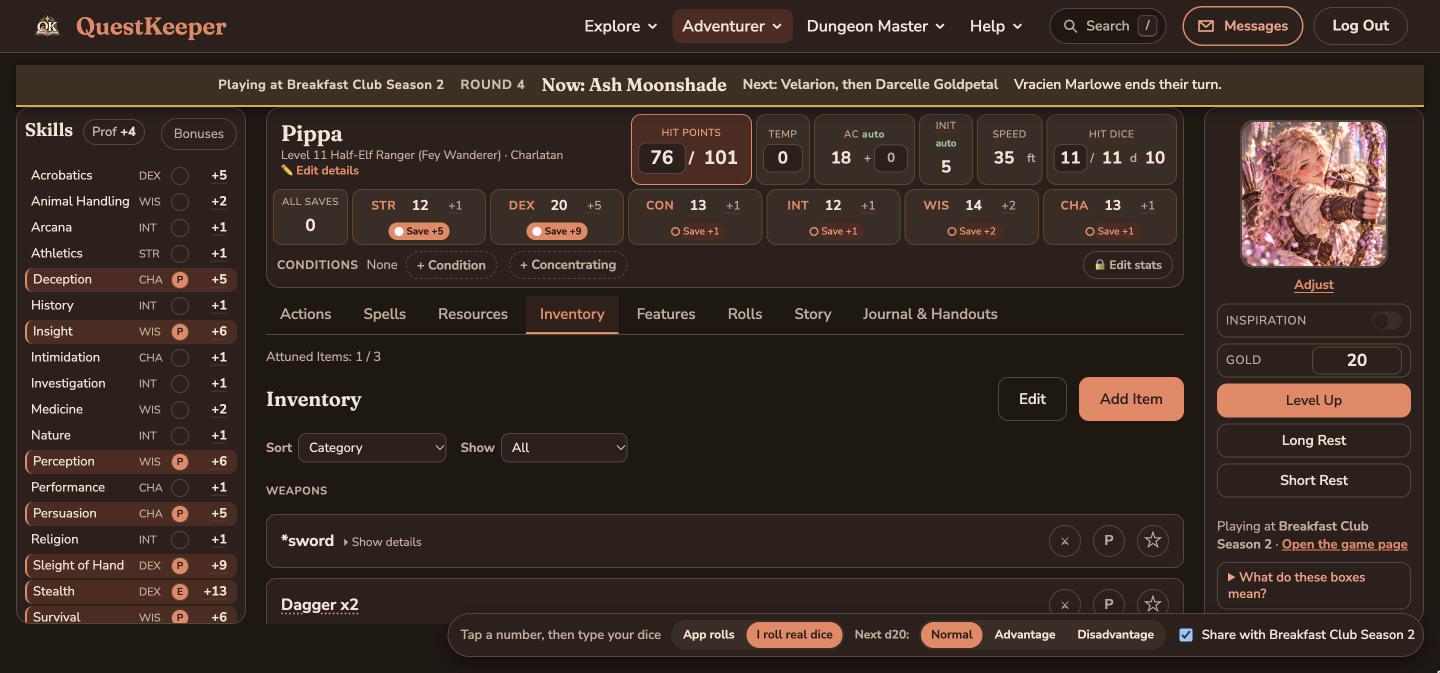 QK QuestKeeper Explore Adventurer Dungeon Master Help Search / Messages Log Out
Playing at Breakfast Club Season 2 ROUND 4 Now: Ash Moonshade Next: Velarion, then Darcelle Goldpetal Vracien Marlowe ends their turn.
Skills Prof +4 Bonuses
Acrobatics DEX +5
Animal Handling WIS +2
Arcana INT +1
Athletics STR +1
Deception CHA P +5
History INT +1
Insight WIS P +6
Intimidation CHA +1
Investigation INT +1
Medicine WIS +2
Nature INT +1
Perception WIS P +6
Performance CHA +1
Persuasion CHA P +5
Religion INT +1
Sleight of Hand DEX P +9
Stealth DEX E +13
Survival WIS P +6
Pippa
Level 11 Half-Elf Ranger (Fey Wanderer) · Charlatan
Edit details
HIT POINTS
76 / 101
TEMP
0
AC auto
18 + 0
INIT
auto
5
SPEED
35 ft
HIT DICE
11 / 11 d 10
ALL SAVES
0
STR 12 +1
Save +5
DEX 20 +5
Save +9
CON 13 +1
Save +1
INT 12 +1
Save +1
WIS 14 +2
Save +2
CHA 13 +1
Save +1
CONDITIONS None + Condition + Concentrating Edit stats
Actions Spells Resources Inventory Features Rolls Story Journal & Handouts
Attuned Items: 1 / 3
Inventory Edit Add Item
Sort Category Show All
WEAPONS
*sword Show details P
Dagger x2 P
Adjust
INSPIRATION
GOLD 20
Level Up
Long Rest
Short Rest
Playing at Breakfast Club
Season 2 · Open the game page
What do these boxes
mean?
Tap a number, then type your dice App rolls I roll real dice Next d20: Normal Advantage Disadvantage Share with Breakfast Club Season 2